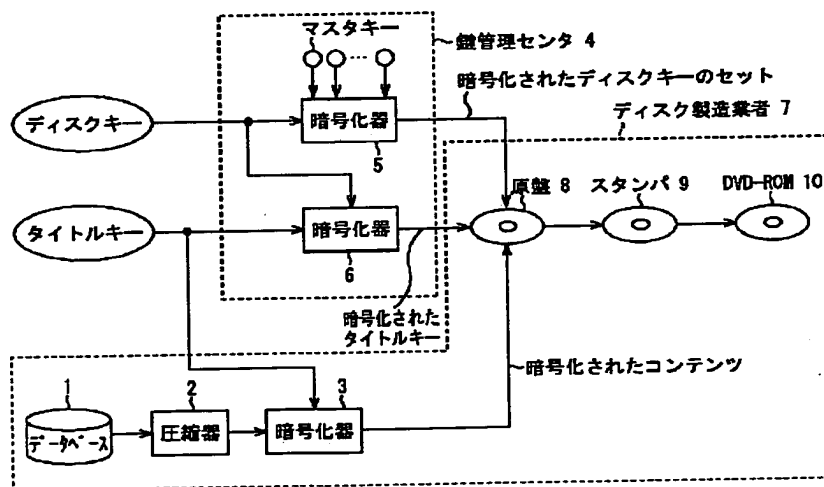 マスタキー
鍵管理センタ 4
暗号化されたディスクキーのセット
ディスク製造業者 7
ディスクキー
暗号化器
5
原盤 8 スタンパ 9 DVD-ROM 10
タイトルキー
暗号化器
6
暗号化された
タイトルキー
暗号化されたコンテンツ
1
2
3
データベース
圧縮器
暗号化器